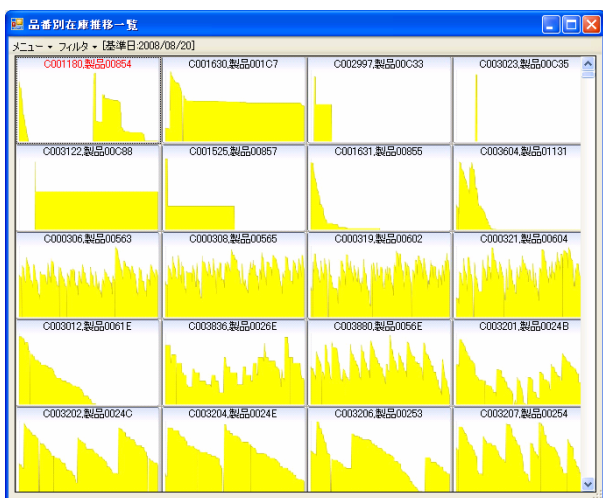 品番別在庫推移一覧
メニュー フィルタ [基準日:2008/08/20]
C001180,製品00854 C001630,製品001C7 C002997,製品00C33 C003023,製品00C35
C003122,製品00C88 C001525,製品00857 C001631,製品00855 C003604,製品01131
C000306,製品00563 C000308,製品00565 C000319,製品00602 C000321,製品00604
C003012,製品0061E C003836,製品0026E C003880,製品0056E C003201,製品0024B
C003202,製品0024C C003204,製品0024E C003206,製品00253 C003207,製品00254